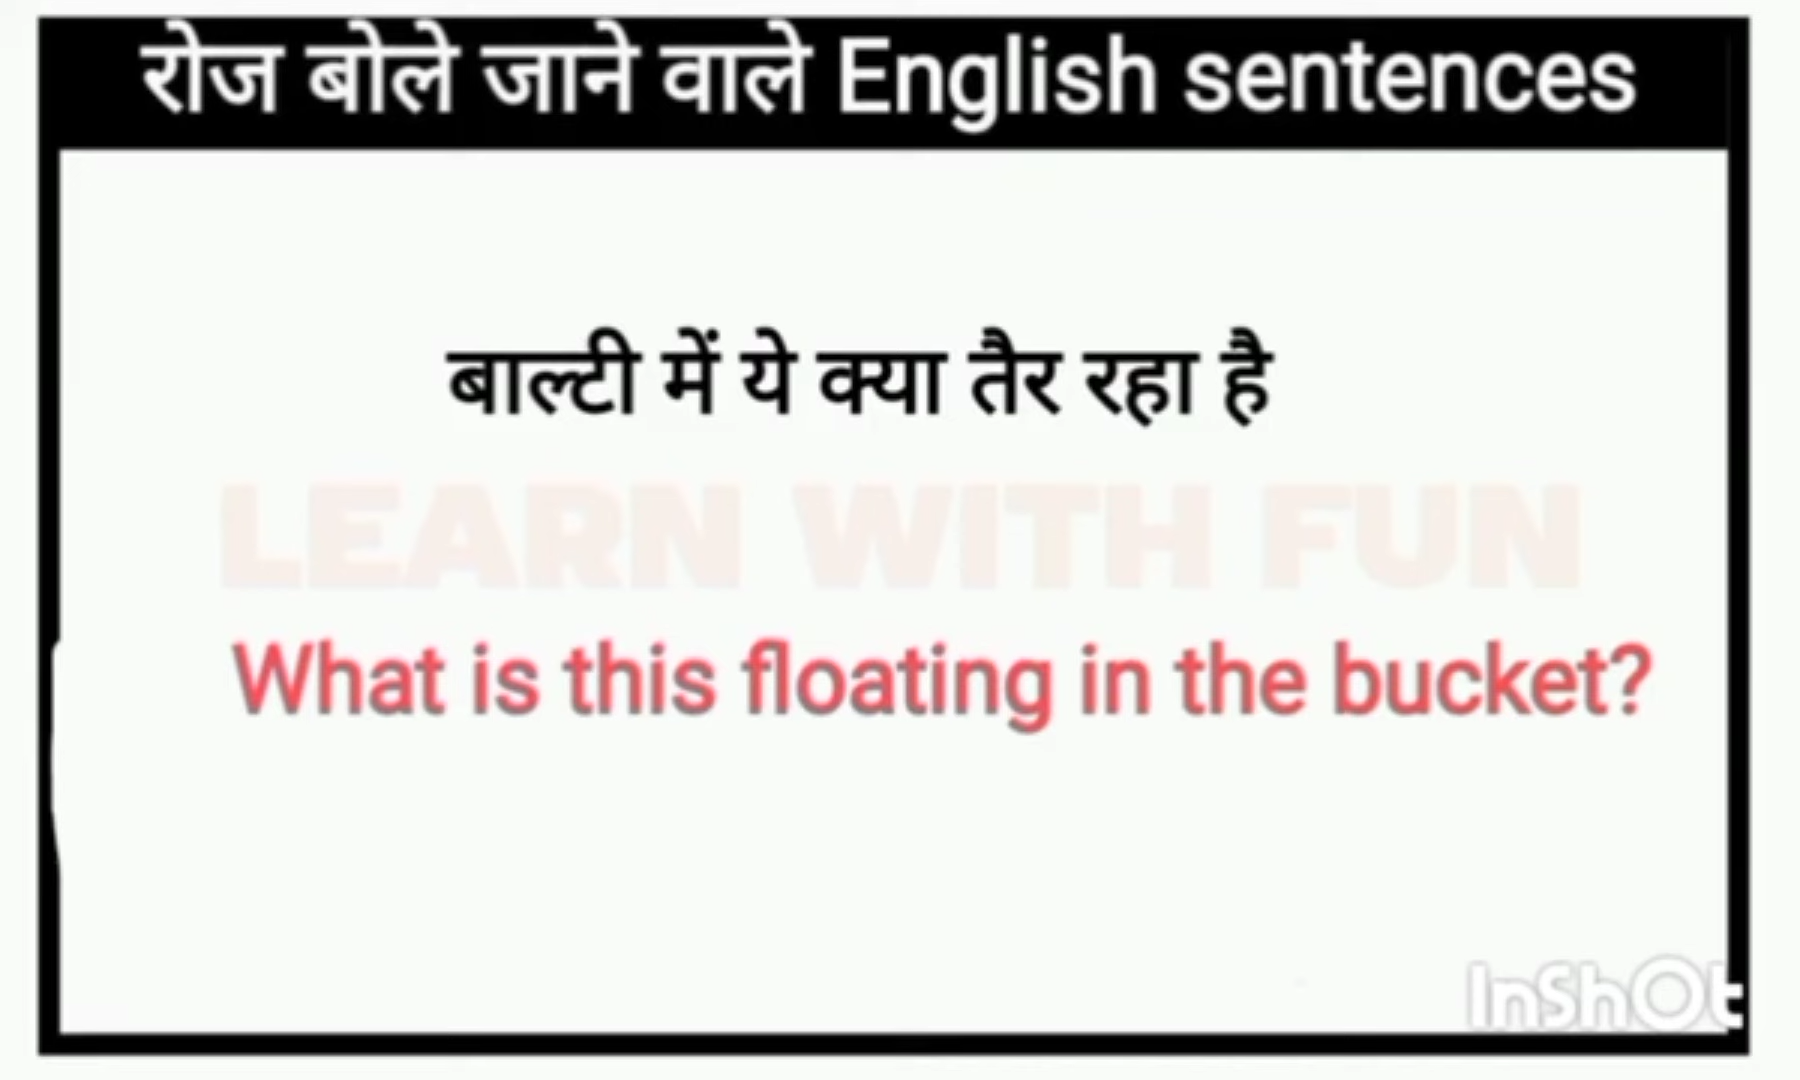 रोज बोले जाने वाले English sentences
बाल्टी में ये क्या तैर रहा है
LEARN WITH FUN
What is this floating in the bucket?
InShOt